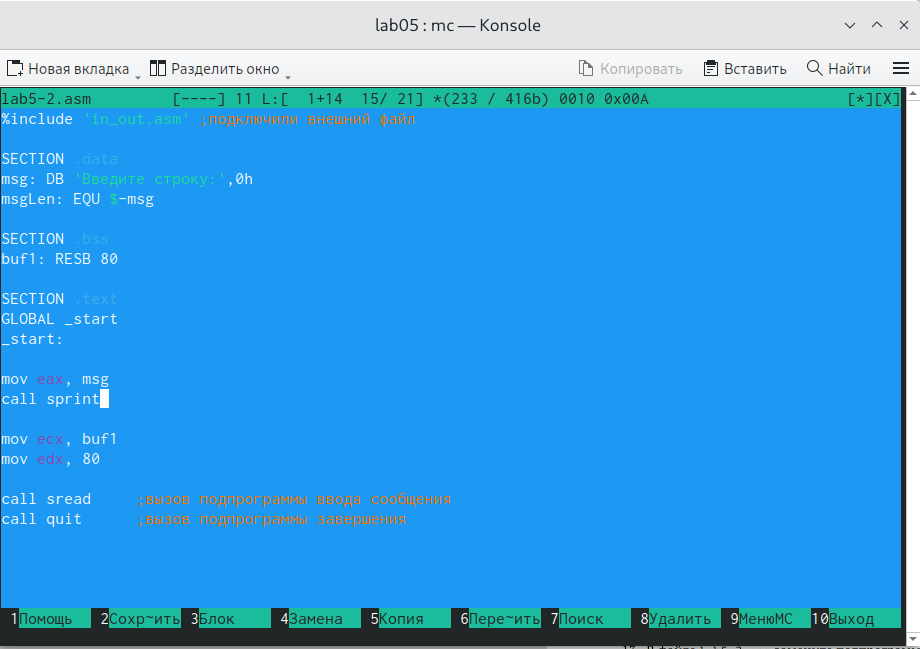 lab05 : mc — Konsole
Новая вкладка Разделить окно Копировать Вставить Найти
lab5-2.asm [----] 11 L:[ 1+14 15/ 21] *(233 / 416b) 0010 0x00A [*][X]
%include 'in_out.asm' ;подключили внешний файл
SECTION .data
msg: DB 'Введите строку:',0h
msgLen: EQU $-msg
SECTION .bss
buf1: RESB 80
SECTION .text
GLOBAL _start
_start:
mov eax, msg
call sprint
mov ecx, buf1
mov edx, 80
call sread ;вызов подпрограммы ввода сообщения
call quit ;вызов подпрограммы завершения
1Помощь 2Сохр~ить 3Блок 4Замена 5Копия 6Пере~ить 7Поиск 8Удалить 9МенюМС 10Выход